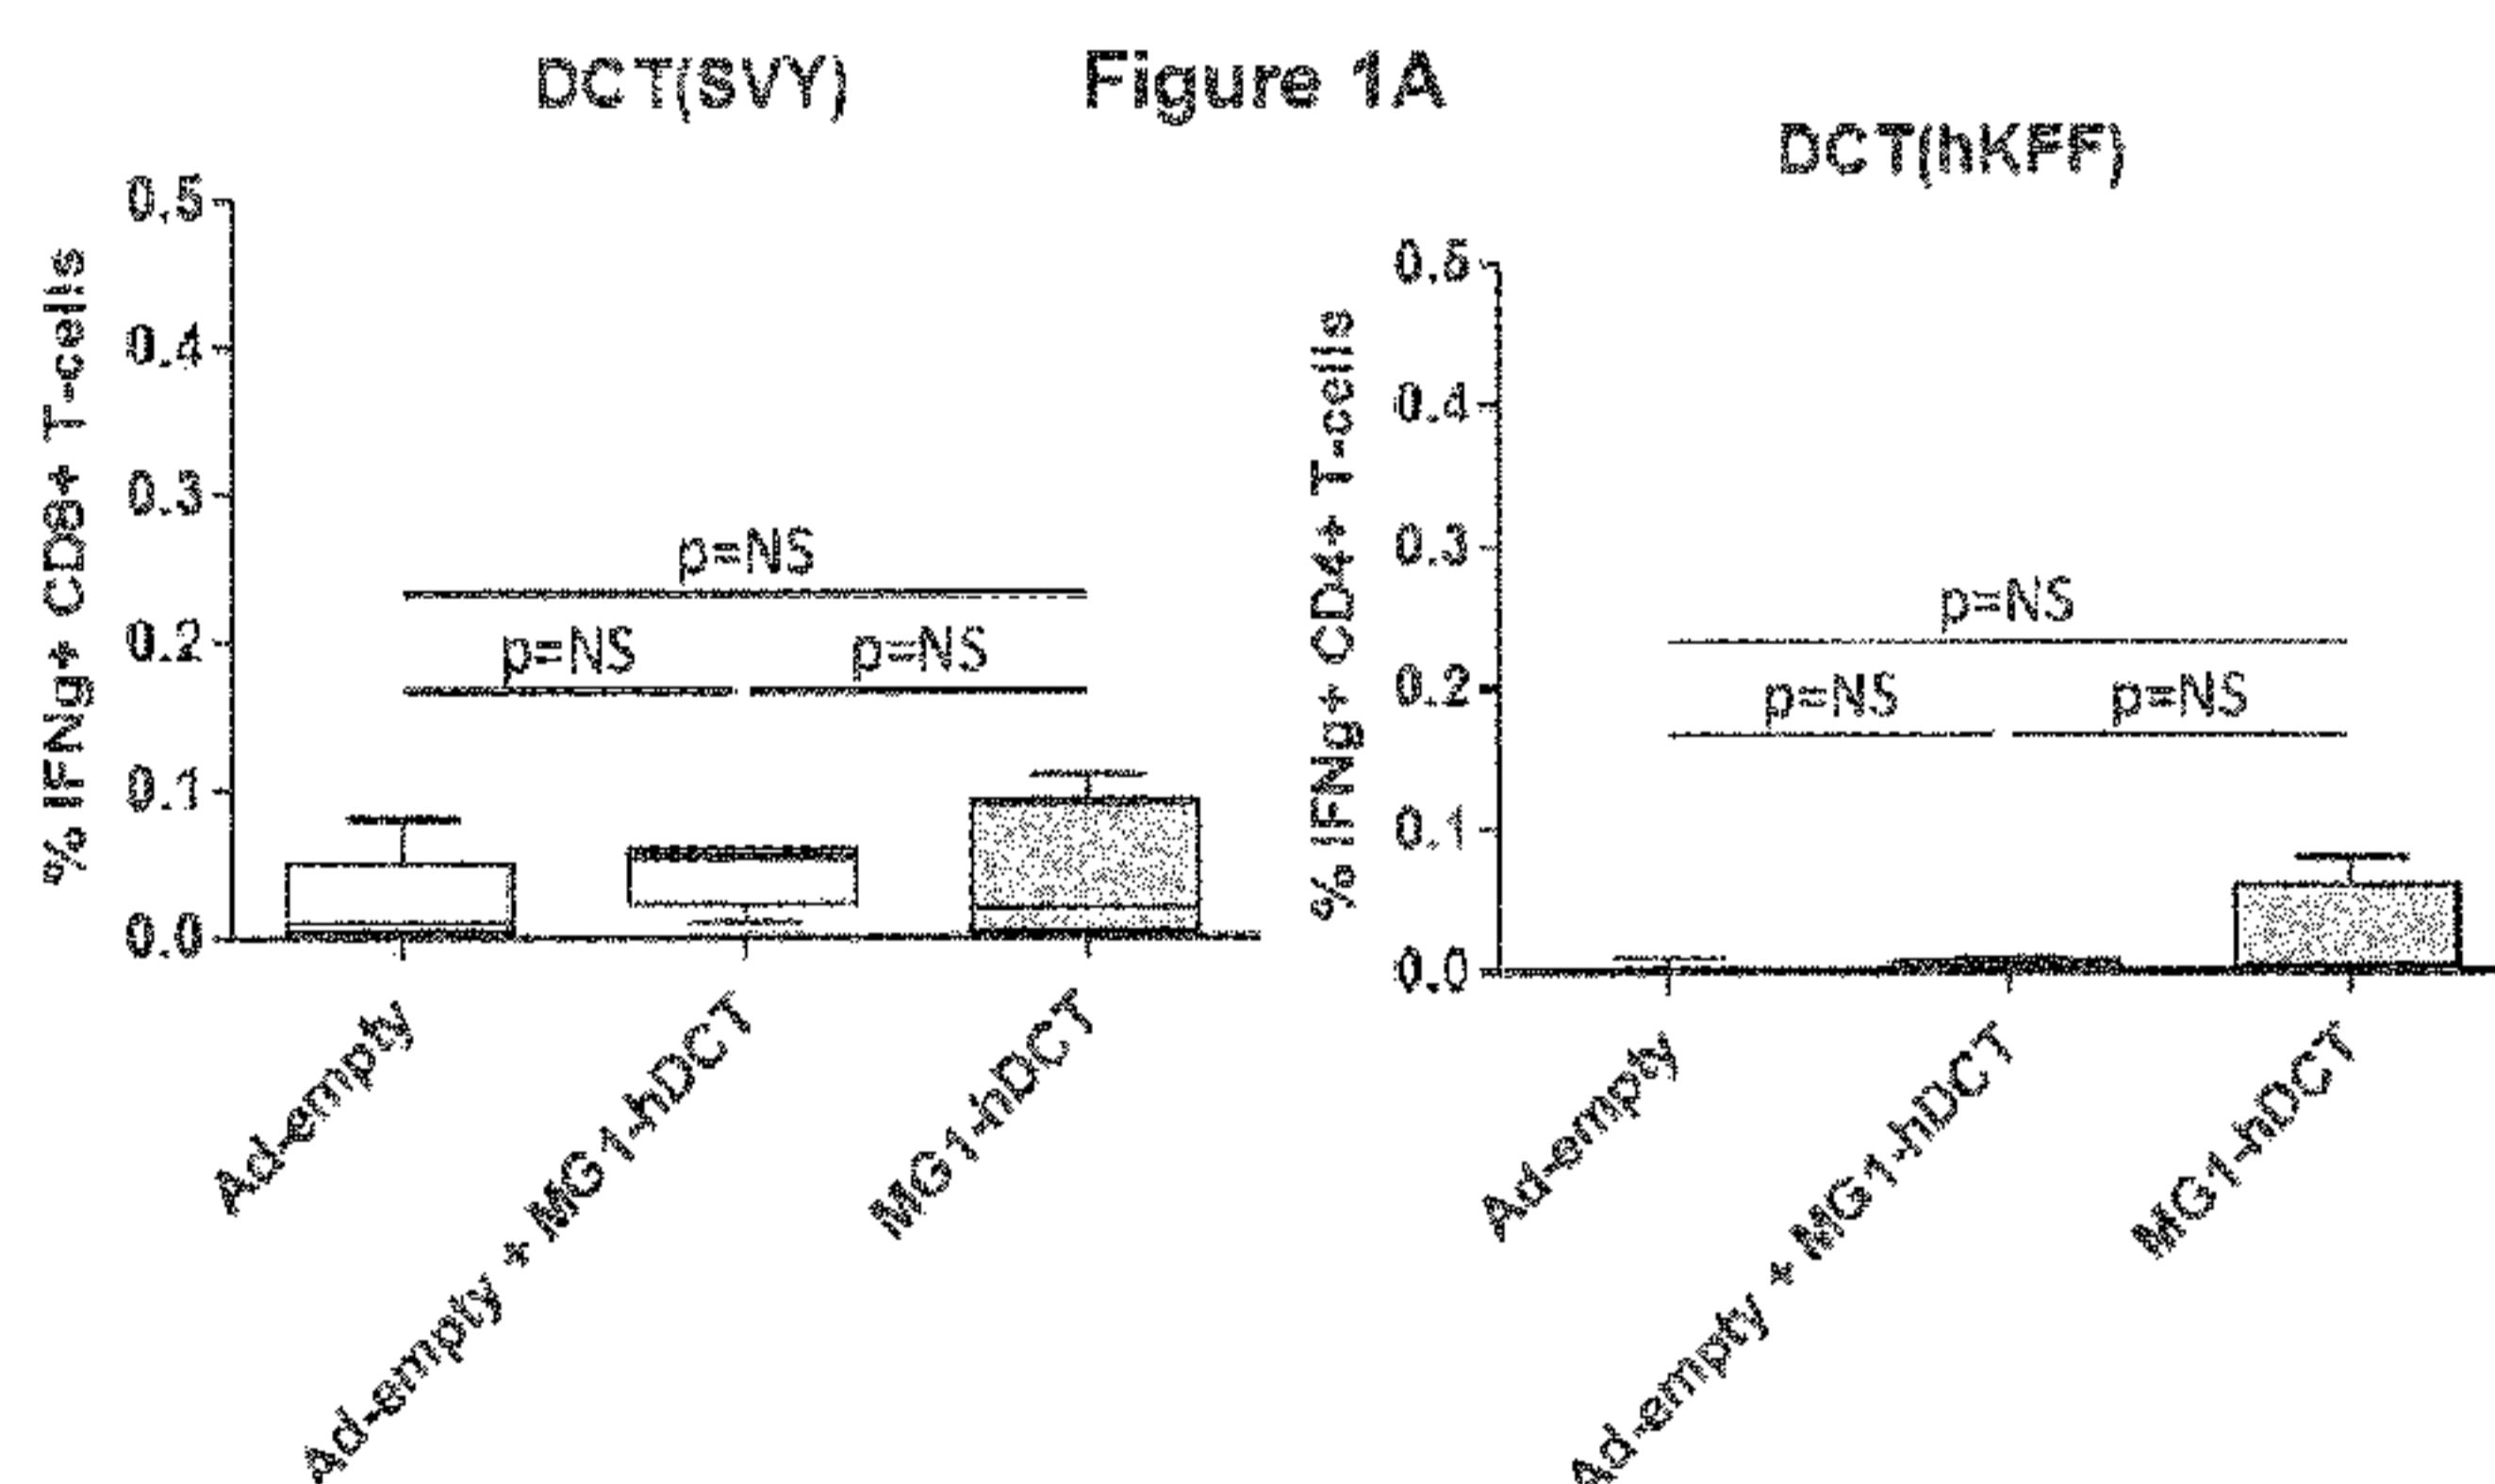 Figure 1A
DCT(SVY)
% IFNg+ CD8+ T-cells
0.5
0.4
0.3
0.2
0.1
0.0
p=NS
p=NS p=NS
Ad-empty
Ad-empty + MG1-hDCT
MG1-hDCT
DCT(hKFF)
% IFNg+ CD4+ T-cells
0.5
0.4
0.3
0.2
0.1
0.0
p=NS
p=NS p=NS
Ad-empty
Ad-empty + MG1-hDCT
MG1-hDCT